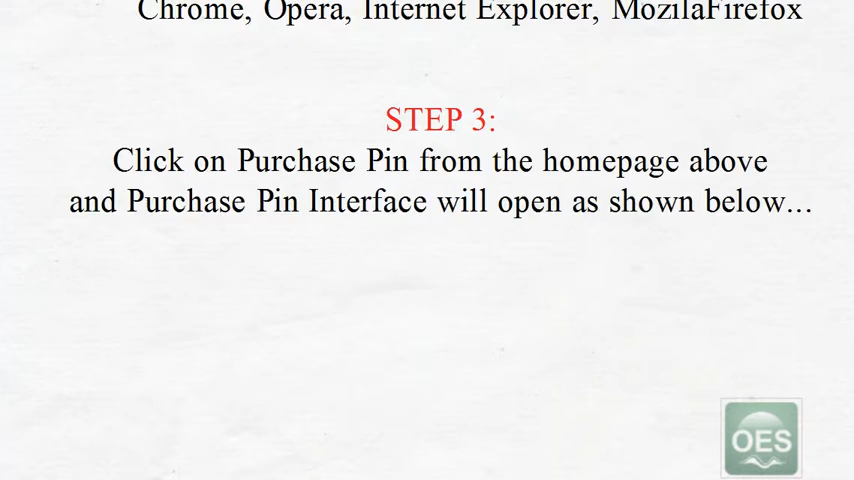 Chrome, Opera, Internet Explorer, MozilaFirefox
STEP 3:
Click on Purchase Pin from the homepage above
and Purchase Pin Interface will open as shown below...
OES